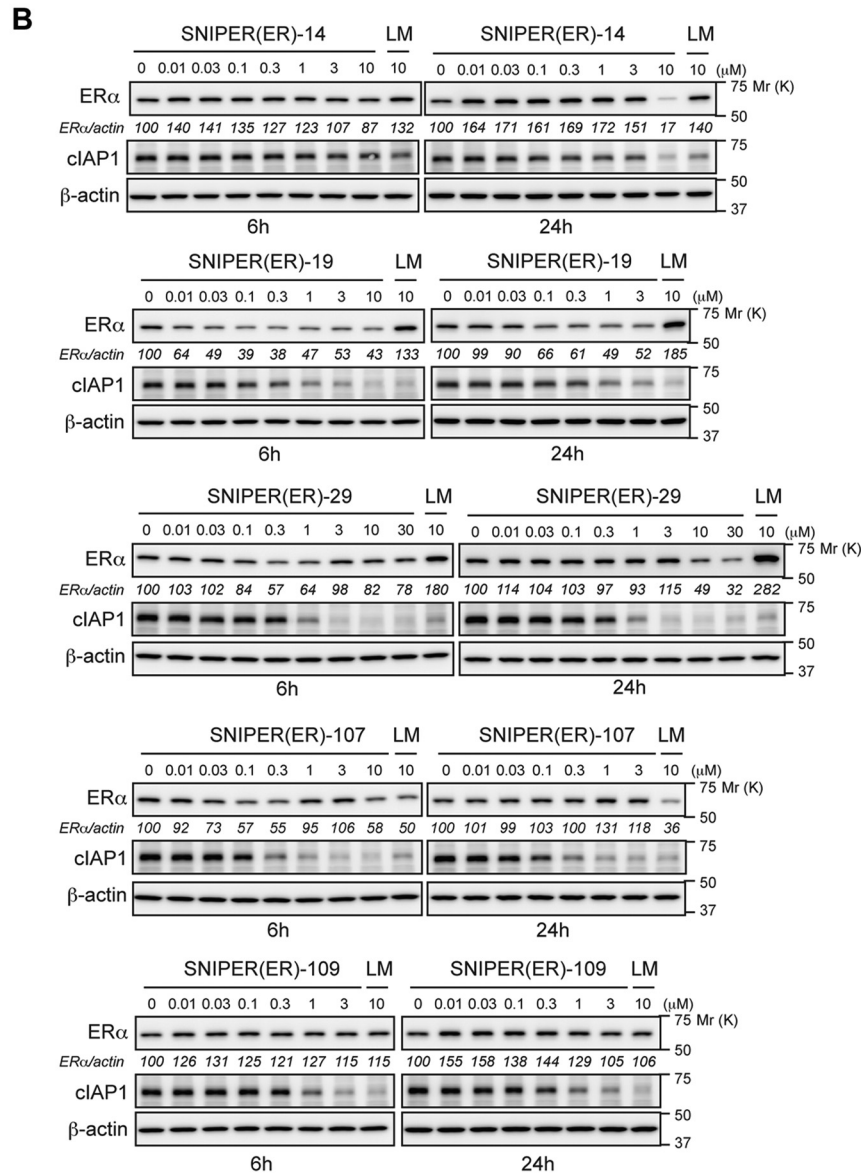 B
SNIPER(ER)-14 LM SNIPER(ER)-14 LM
0 0.01 0.03 0.1 0.3 1 3 10 10 0 0.01 0.03 0.1 0.3 1 3 10 10 (μM)
ERα 75 Mr (K)
50
ERα/actin 100 140 141 135 127 123 107 87 132 100 164 171 161 169 172 151 17 140
cIAP1 75
50
β-actin
37
6h 24h
SNIPER(ER)-19 LM SNIPER(ER)-19 LM
0 0.01 0.03 0.1 0.3 1 3 10 10 0 0.01 0.03 0.1 0.3 1 3 10 (μM)
ERα 75 Mr (K)
50
ERα/actin 100 64 49 39 38 47 53 43 133 100 99 90 66 61 49 52 185
cIAP1 75
50
β-actin
37
6h 24h
SNIPER(ER)-29 LM SNIPER(ER)-29 LM
0 0.01 0.03 0.1 0.3 1 3 10 30 10 0 0.01 0.03 0.1 0.3 1 3 10 30 10 (μM)
ERα 75 Mr (K)
50
ERα/actin 100 103 102 84 57 64 98 82 78 180 100 114 104 103 97 93 115 49 32 282
cIAP1 75
50
β-actin
37
6h 24h
SNIPER(ER)-107 LM SNIPER(ER)-107 LM
0 0.01 0.03 0.1 0.3 1 3 10 10 0 0.01 0.03 0.1 0.3 1 3 10 (μM)
ERα 75 Mr (K)
50
ERα/actin 100 92 73 57 55 95 106 58 50 100 101 99 103 100 131 118 36
cIAP1 75
50
β-actin
37
6h 24h
SNIPER(ER)-109 LM SNIPER(ER)-109 LM
0 0.01 0.03 0.1 0.3 1 3 10 0 0.01 0.03 0.1 0.3 1 3 10 (μM)
ERα 75 Mr (K)
50
ERα/actin 100 126 131 125 121 127 115 115 100 155 158 138 144 129 105 106
cIAP1 75
50
β-actin
37
6h 24h